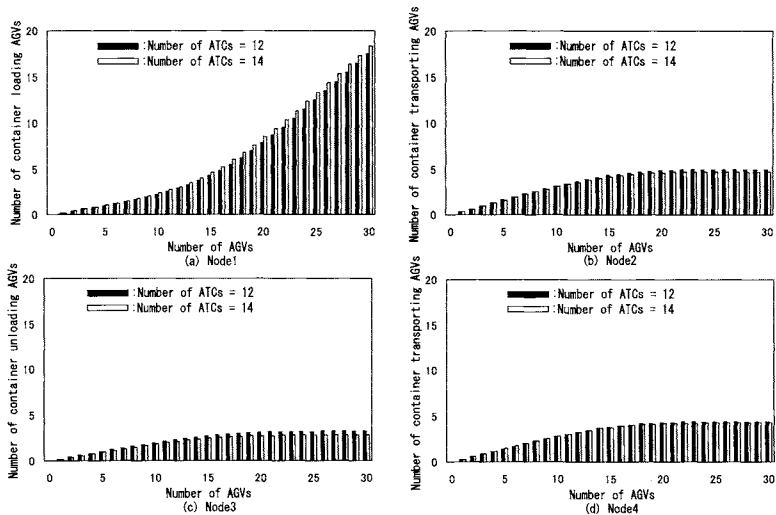 Number of container loading AGVs
20
15
10
5
0
:Number of ATCs = 12
:Number of ATCs = 14
0 5 10 15 20 25 30
Number of AGVs
(a) Node1
Number of container transporting AGVs
20
15
10
5
0
:Number of ATCs = 12
:Number of ATCs = 14
0 5 10 15 20 25 30
Number of AGVs
(b) Node2
Number of container unloading AGVs
20
15
10
5
0
:Number of ATCs = 12
:Number of ATCs = 14
0 5 10 15 20 25 30
Number of AGVs
(c) Node3
Number of container transporting AGVs
20
15
10
5
0
:Number of ATCs = 12
:Number of ATCs = 14
0 5 10 15 20 25 30
Number of AGVs
(d) Node4